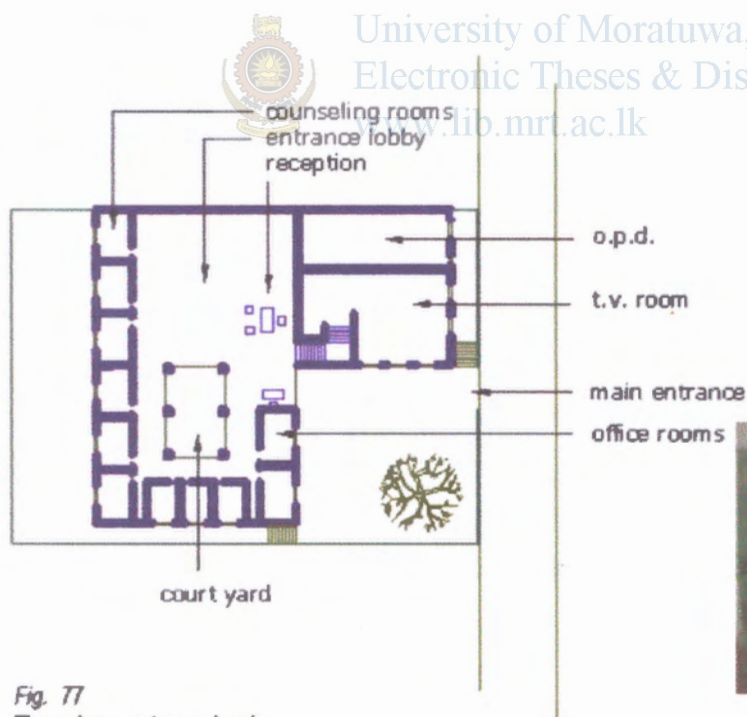 University of Moratuwa,
Electronic Theses & Dis
www.lib.mrt.ac.lk
counseling rooms
entrance lobby
reception
o.p.d.
t.v. room
main entrance
office rooms
court yard
Fig. 77